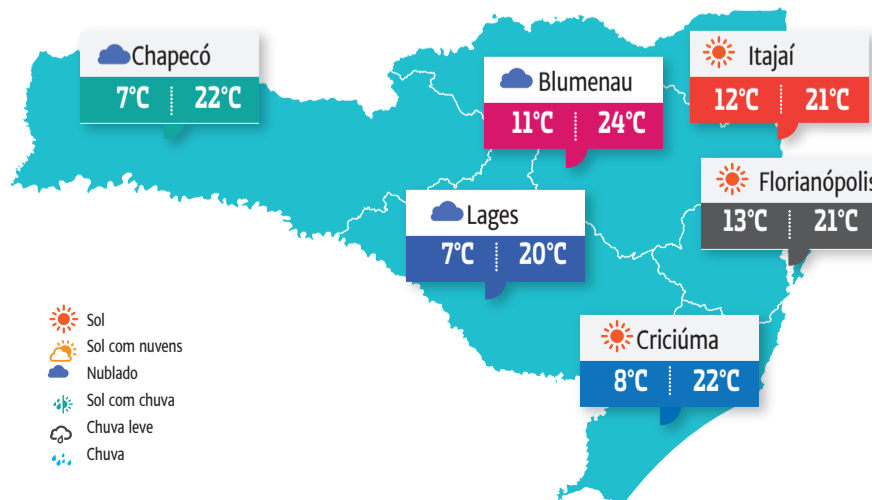 Chapecó
7°C 22°C
Blumenau
11°C 24°C
Itajaí
12°C 21°C
Florianópolis
13°C 21°C
Lages
7°C 20°C
Criciúma
8°C 22°C
Sol
Sol com nuvens
Nublado
Sol com chuva
Chuva leve
Chuva